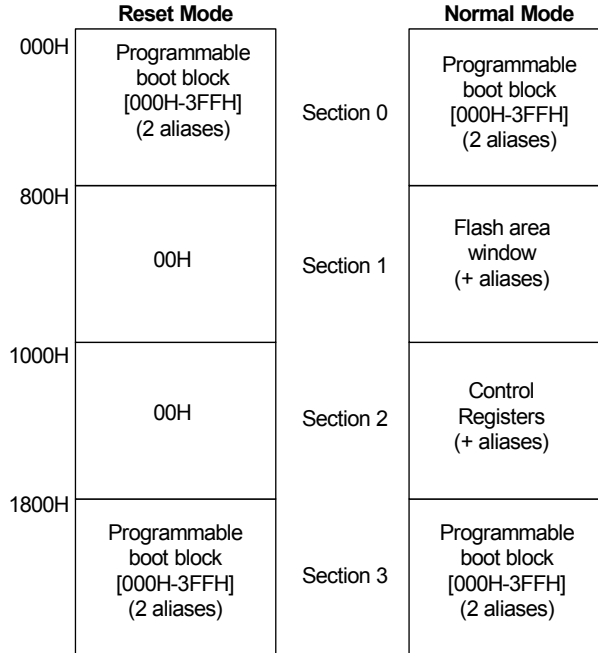 Reset Mode
Normal Mode
000H
Programmable
boot block
[000H-3FFH]
(2 aliases)
Section 0
Programmable
boot block
[000H-3FFH]
(2 aliases)
800H
00H
Section 1
Flash area
window
(+ aliases)
1000H
00H
Section 2
Control
Registers
(+ aliases)
1800H
Programmable
boot block
[000H-3FFH]
(2 aliases)
Section 3
Programmable
boot block
[000H-3FFH]
(2 aliases)